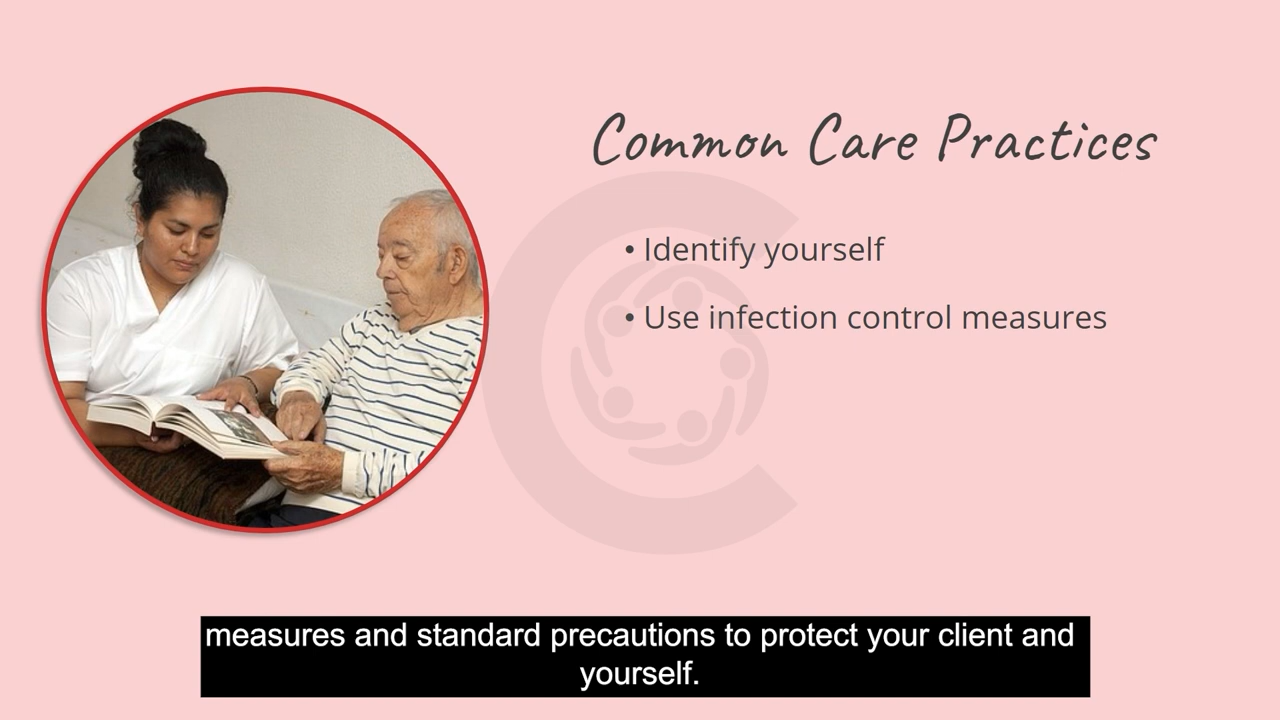 Common Care Practices
• Identify yourself
• Use infection control measures
measures and standard precautions to protect your client and
yourself.